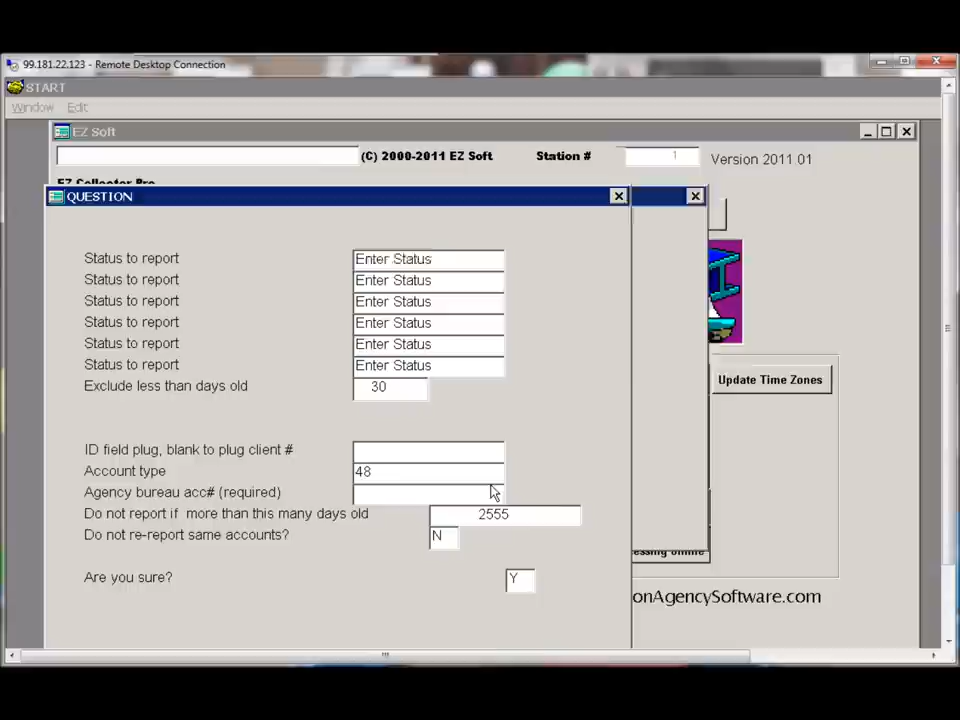 99.181.22.123 - Remote Desktop Connection
START
Window Edit
EZ Soft
(C) 2000-2011 EZ Soft Station # 1 Version 2011 01
EZ Collector Pro
QUESTION
Status to report Enter Status
Status to report Enter Status
Status to report Enter Status
Status to report Enter Status
Status to report Enter Status
Status to report Enter Status
Exclude less than days old 30
Update Time Zones
ID field plug, blank to plug client #
Account type 48
Agency bureau acc# (required)
Do not report if more than this many days old 2555
Do not re-report same accounts? N
essing online
Are you sure? Y
onAgencySoftware.com